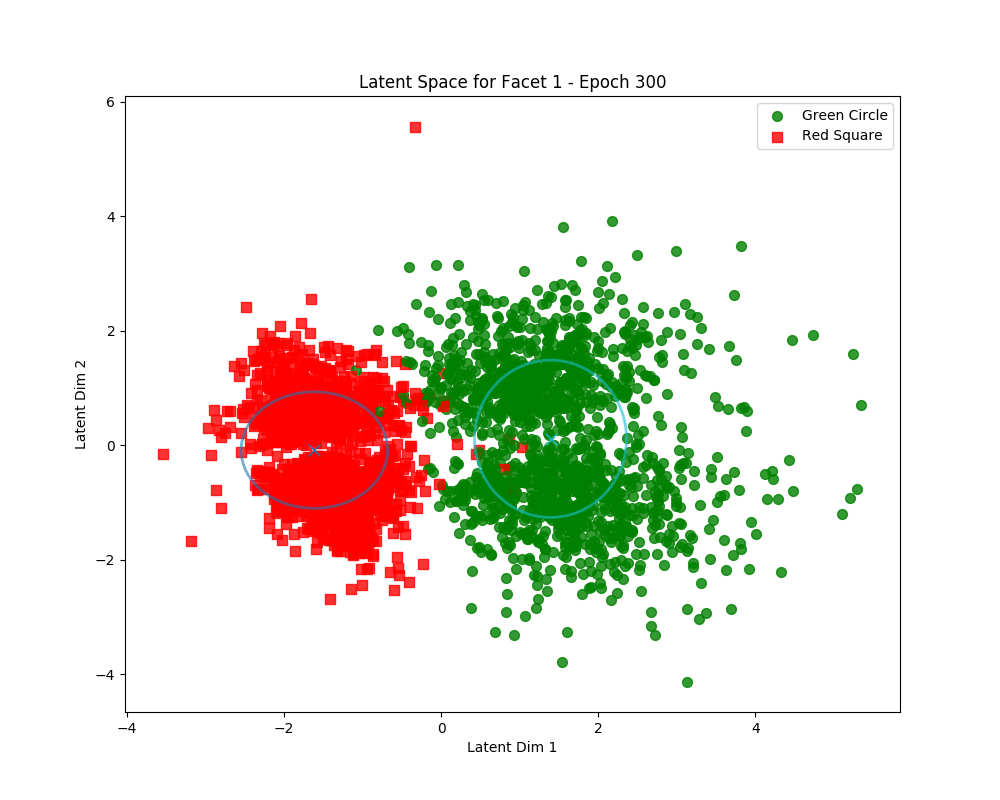 Latent Space for Facet 1 - Epoch 300
Green Circle
Red Square
6
4
2
0
−2
−4
Latent Dim 2
−4
−2
0
2
4
Latent Dim 1